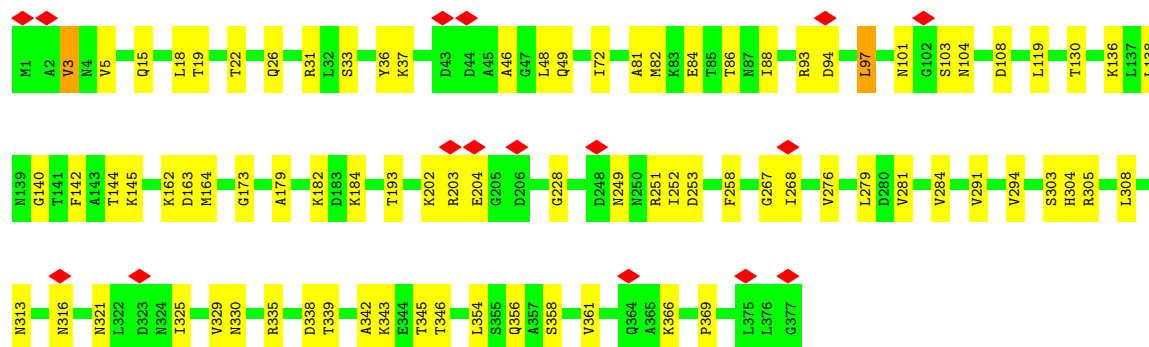 M1 A2 V3 N4 V5 Q15 L18 T19 T22 Q26 R31 L32 S33 Y36 K37 D43 D44 A45 A46 G47 L48 Q49 I72 A81 M82 K83 E84 T85 T86 N87 I88 R93 D94 L97 N101 G102 S103 N104 D108 L119 T130 K136 L137 L138
N139 G140 T141 F142 A143 T144 K145 K162 D163 M164 G173 A179 K182 D183 K184 T193 K202 R203 E204 G205 D206 G228 D248 N249 N250 R251 I252 D253 F258 G267 I268 V276 L279 D280 V281 V284 V291 V294 S303 H304 R305 L308
N313 N316 N321 L322 D323 N324 I325 V329 N330 R335 D338 T339 A342 K343 E344 T345 T346 L354 S355 Q356 A357 S358 V361 Q364 A365 K366 P369 L375 L376 G377